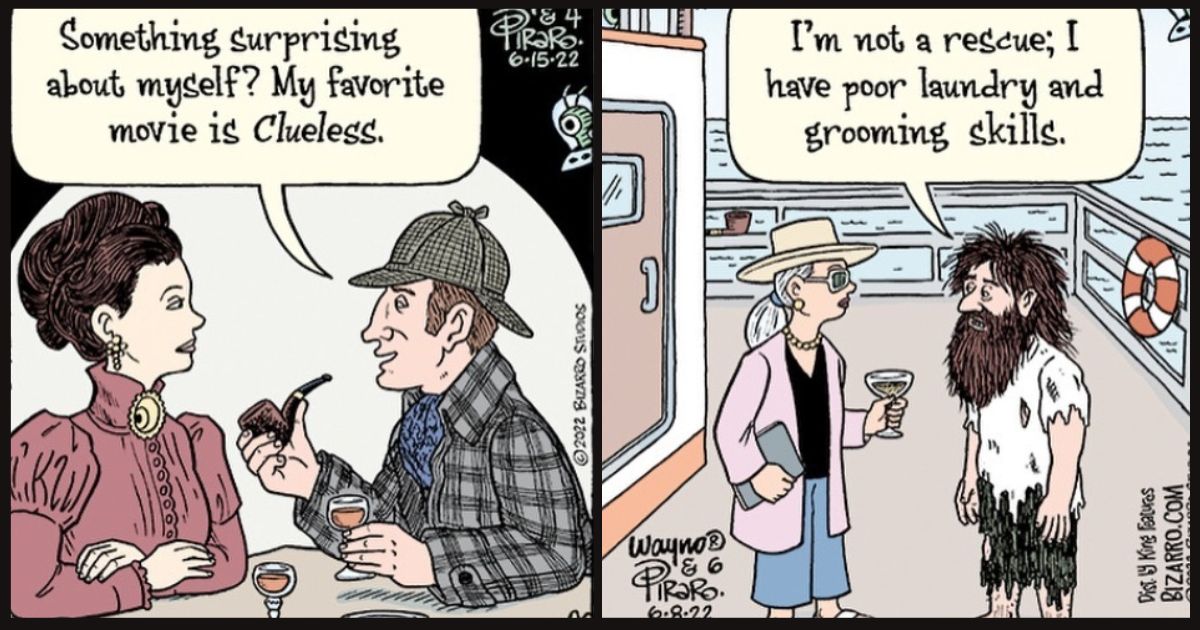 Something surprising
about myself? My favorite
movie is Clueless.
& 4
PIRARO.
6·15·22
© 2022 BIZARRO STUDIOS
I'm not a rescue; I
have poor laundry and
grooming skills.
Wayno®
& 6
PIRARO.
6·8·22
Dist. by King Features
BIZARRO.COM